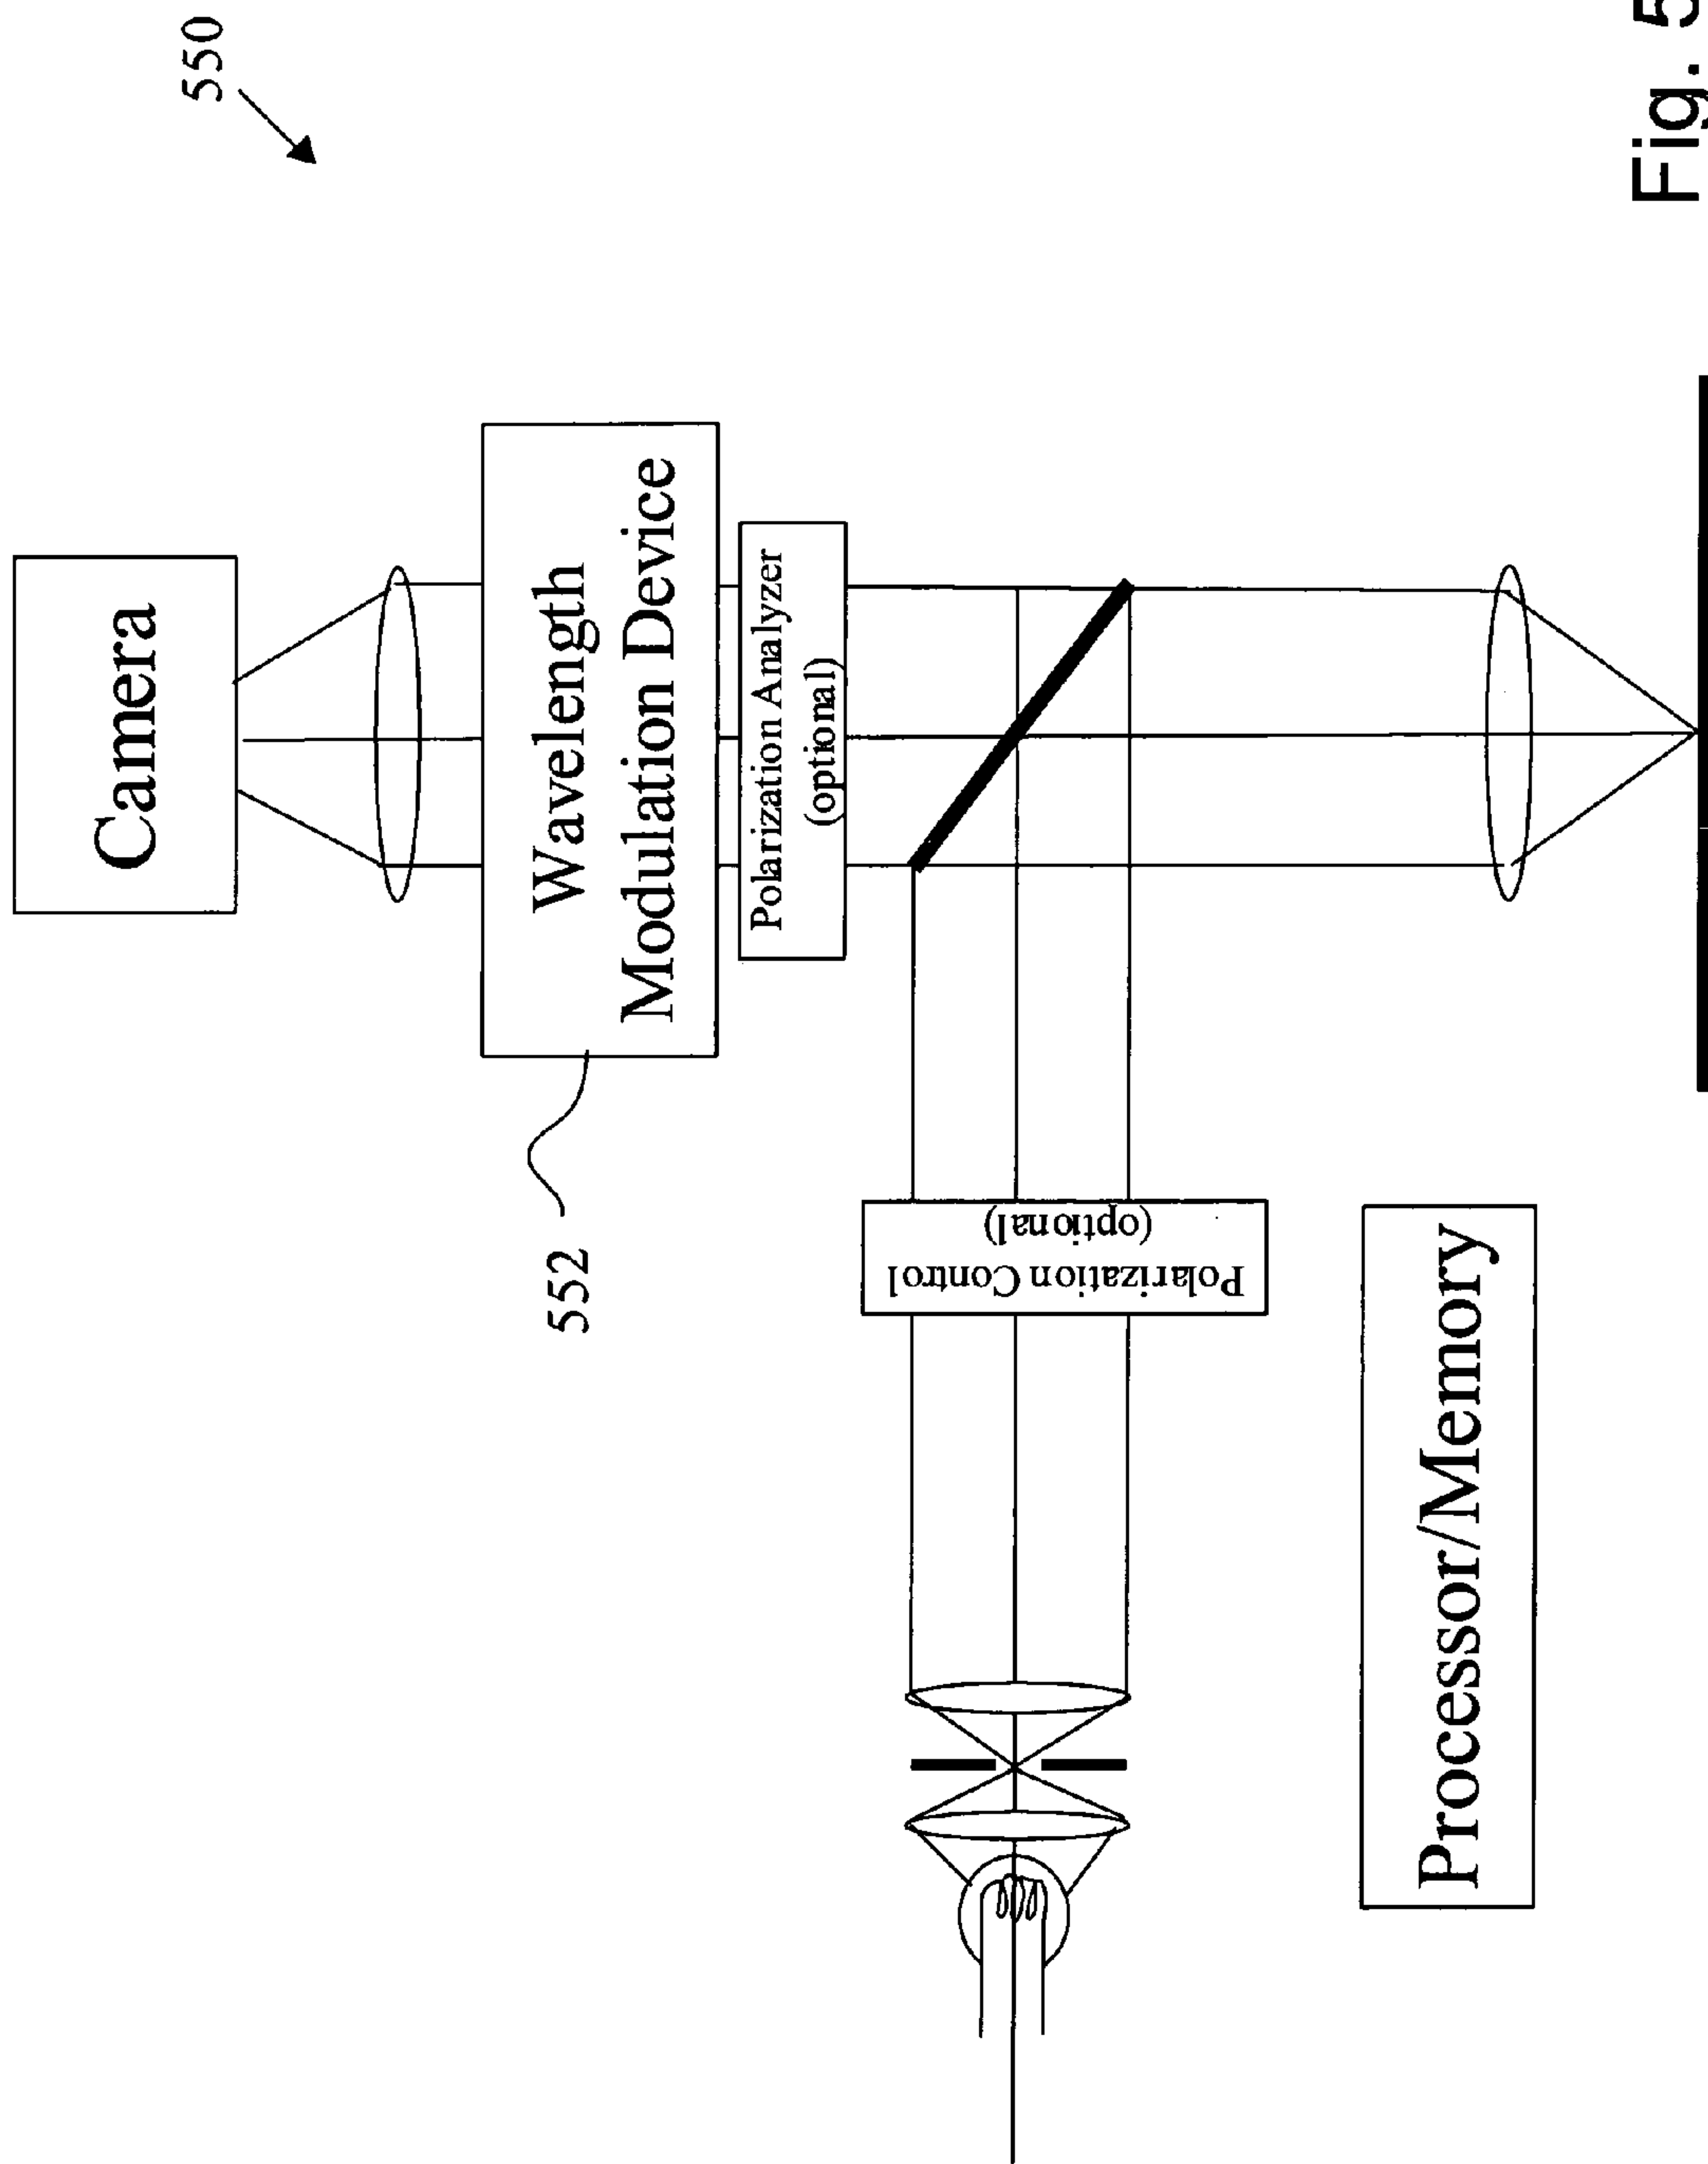 550
Camera
Wavelength
Modulation Device
Polarization Analyzer
(optional)
552
Polarization Control
(optional)
Processor/Memory
Fig. 5